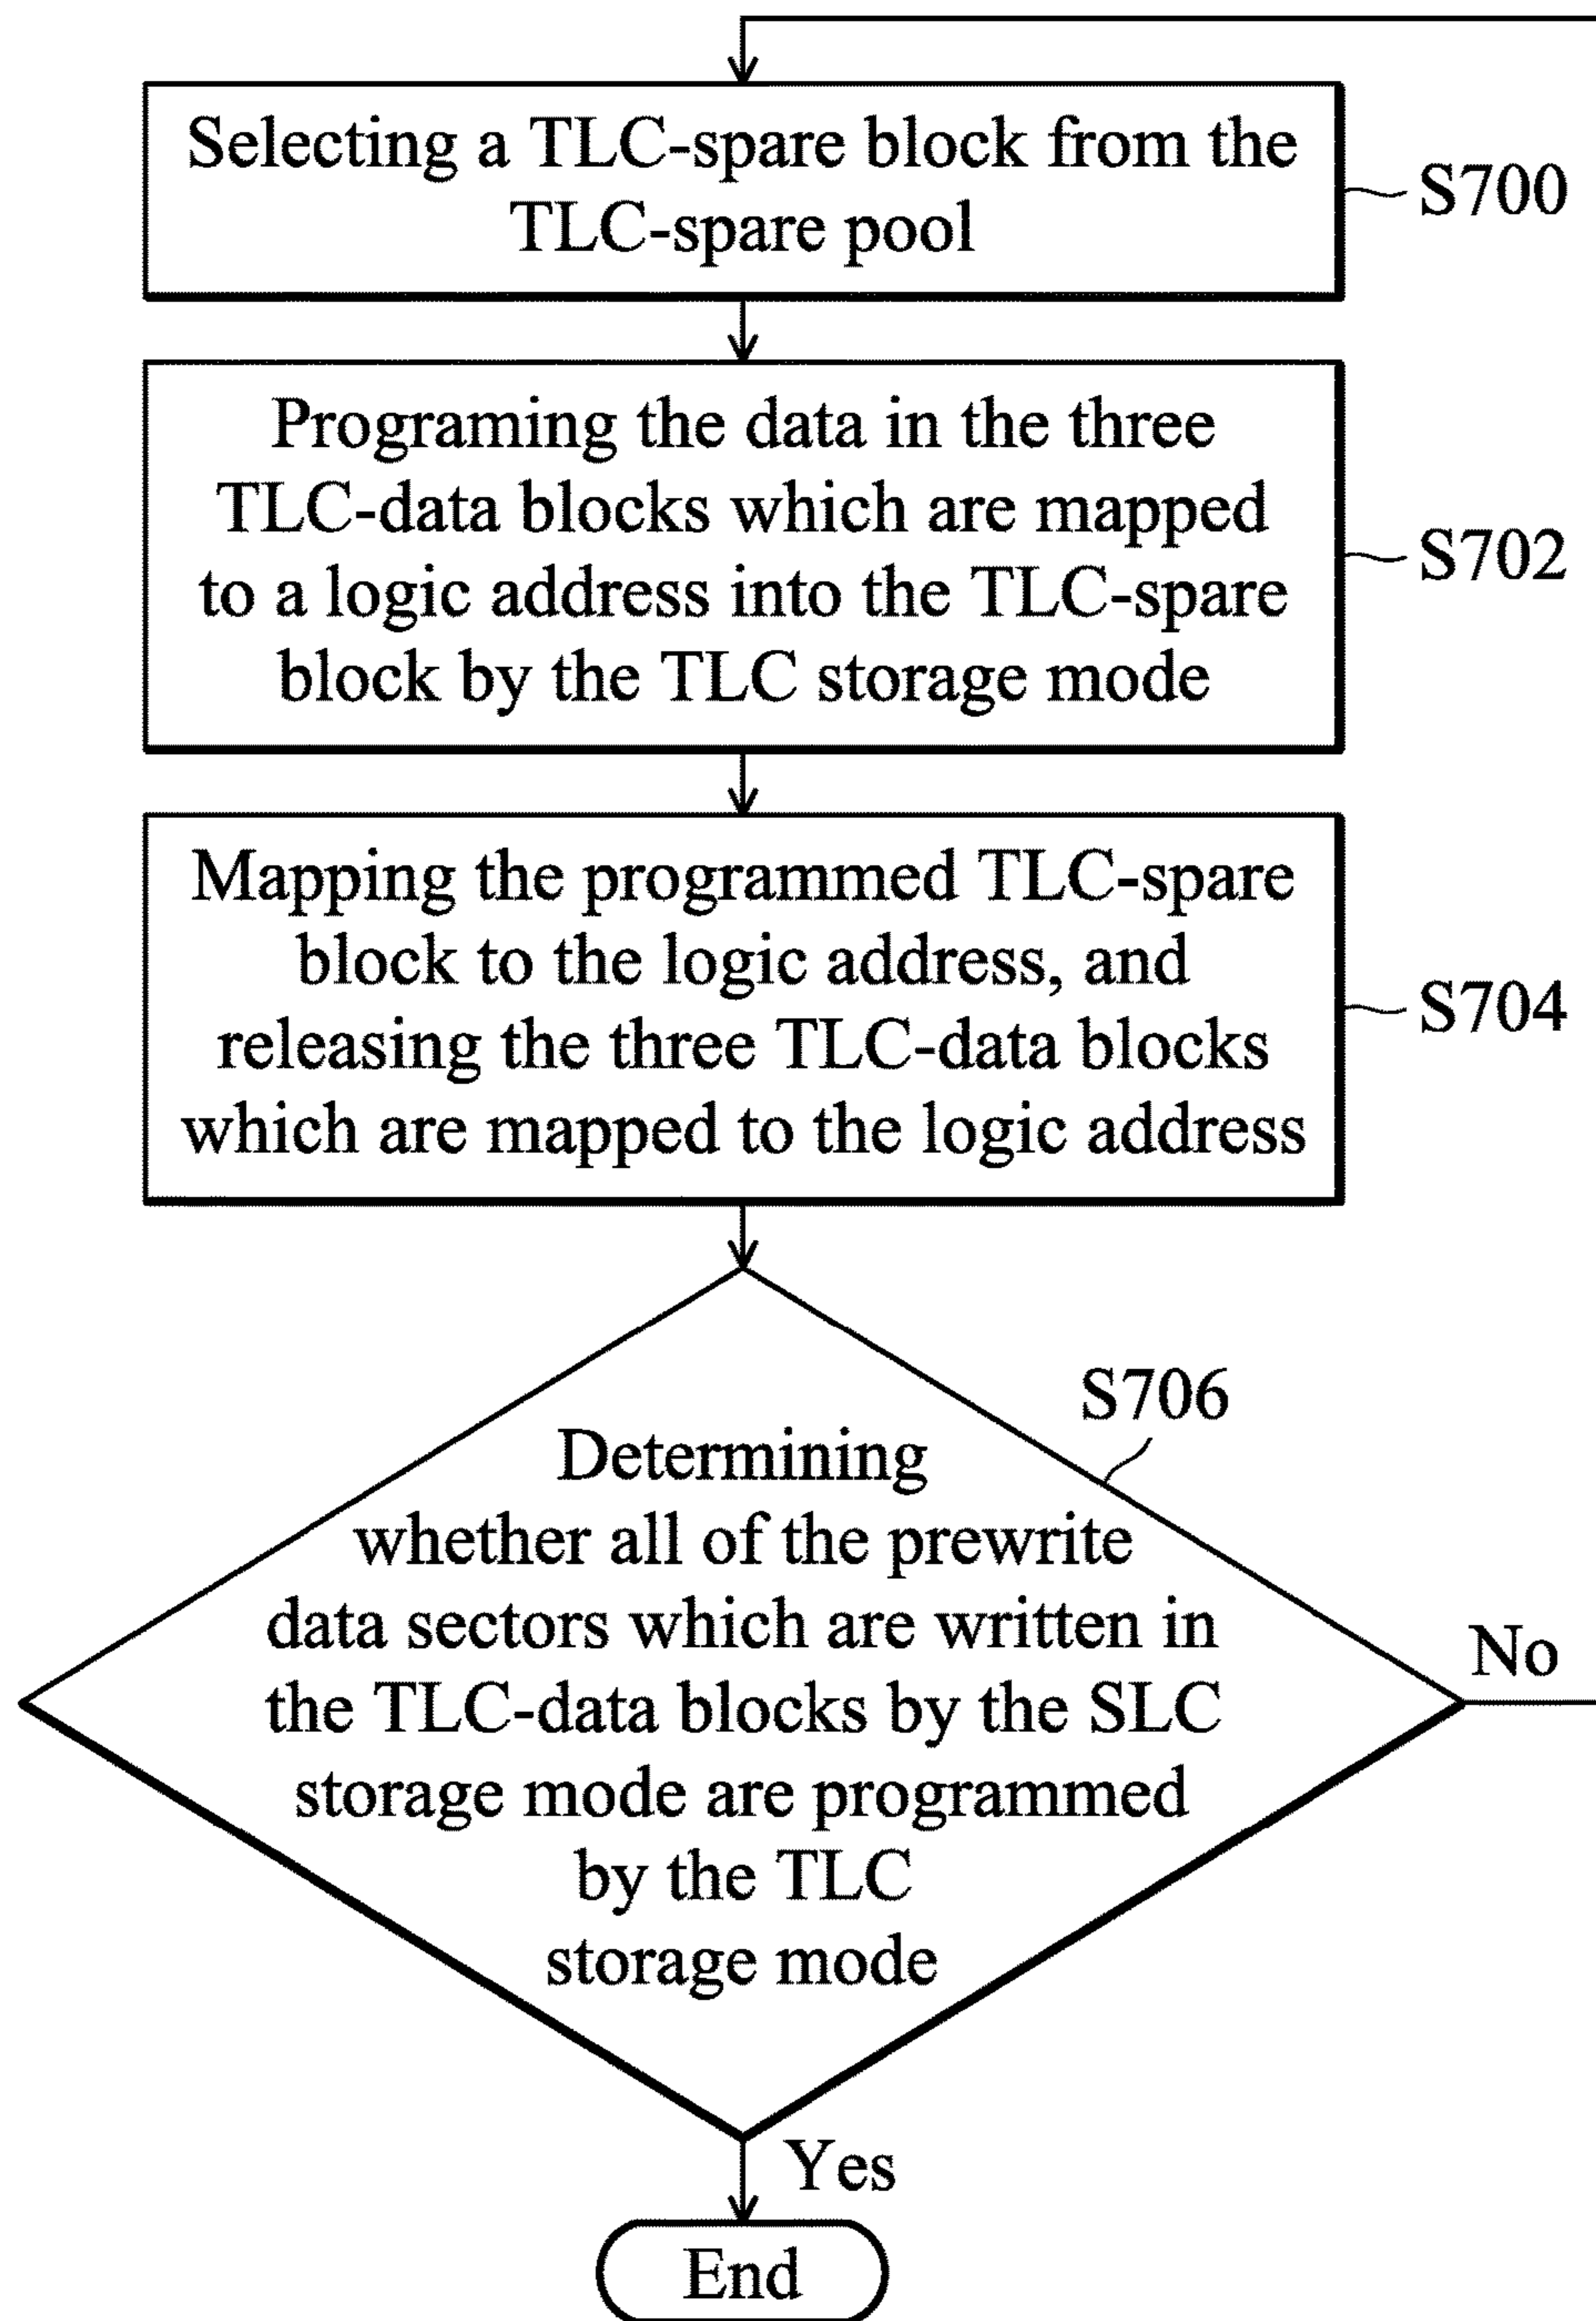 Selecting a TLC-spare block from the
TLC-spare pool
S700
Programing the data in the three
TLC-data blocks which are mapped
to a logic address into the TLC-spare
block by the TLC storage mode
S702
Mapping the programmed TLC-spare
block to the logic address, and
releasing the three TLC-data blocks
which are mapped to the logic address
S704
S706
Determining
whether all of the prewrite
data sectors which are written in
the TLC-data blocks by the SLC
storage mode are programmed
by the TLC
storage mode
No
Yes
End